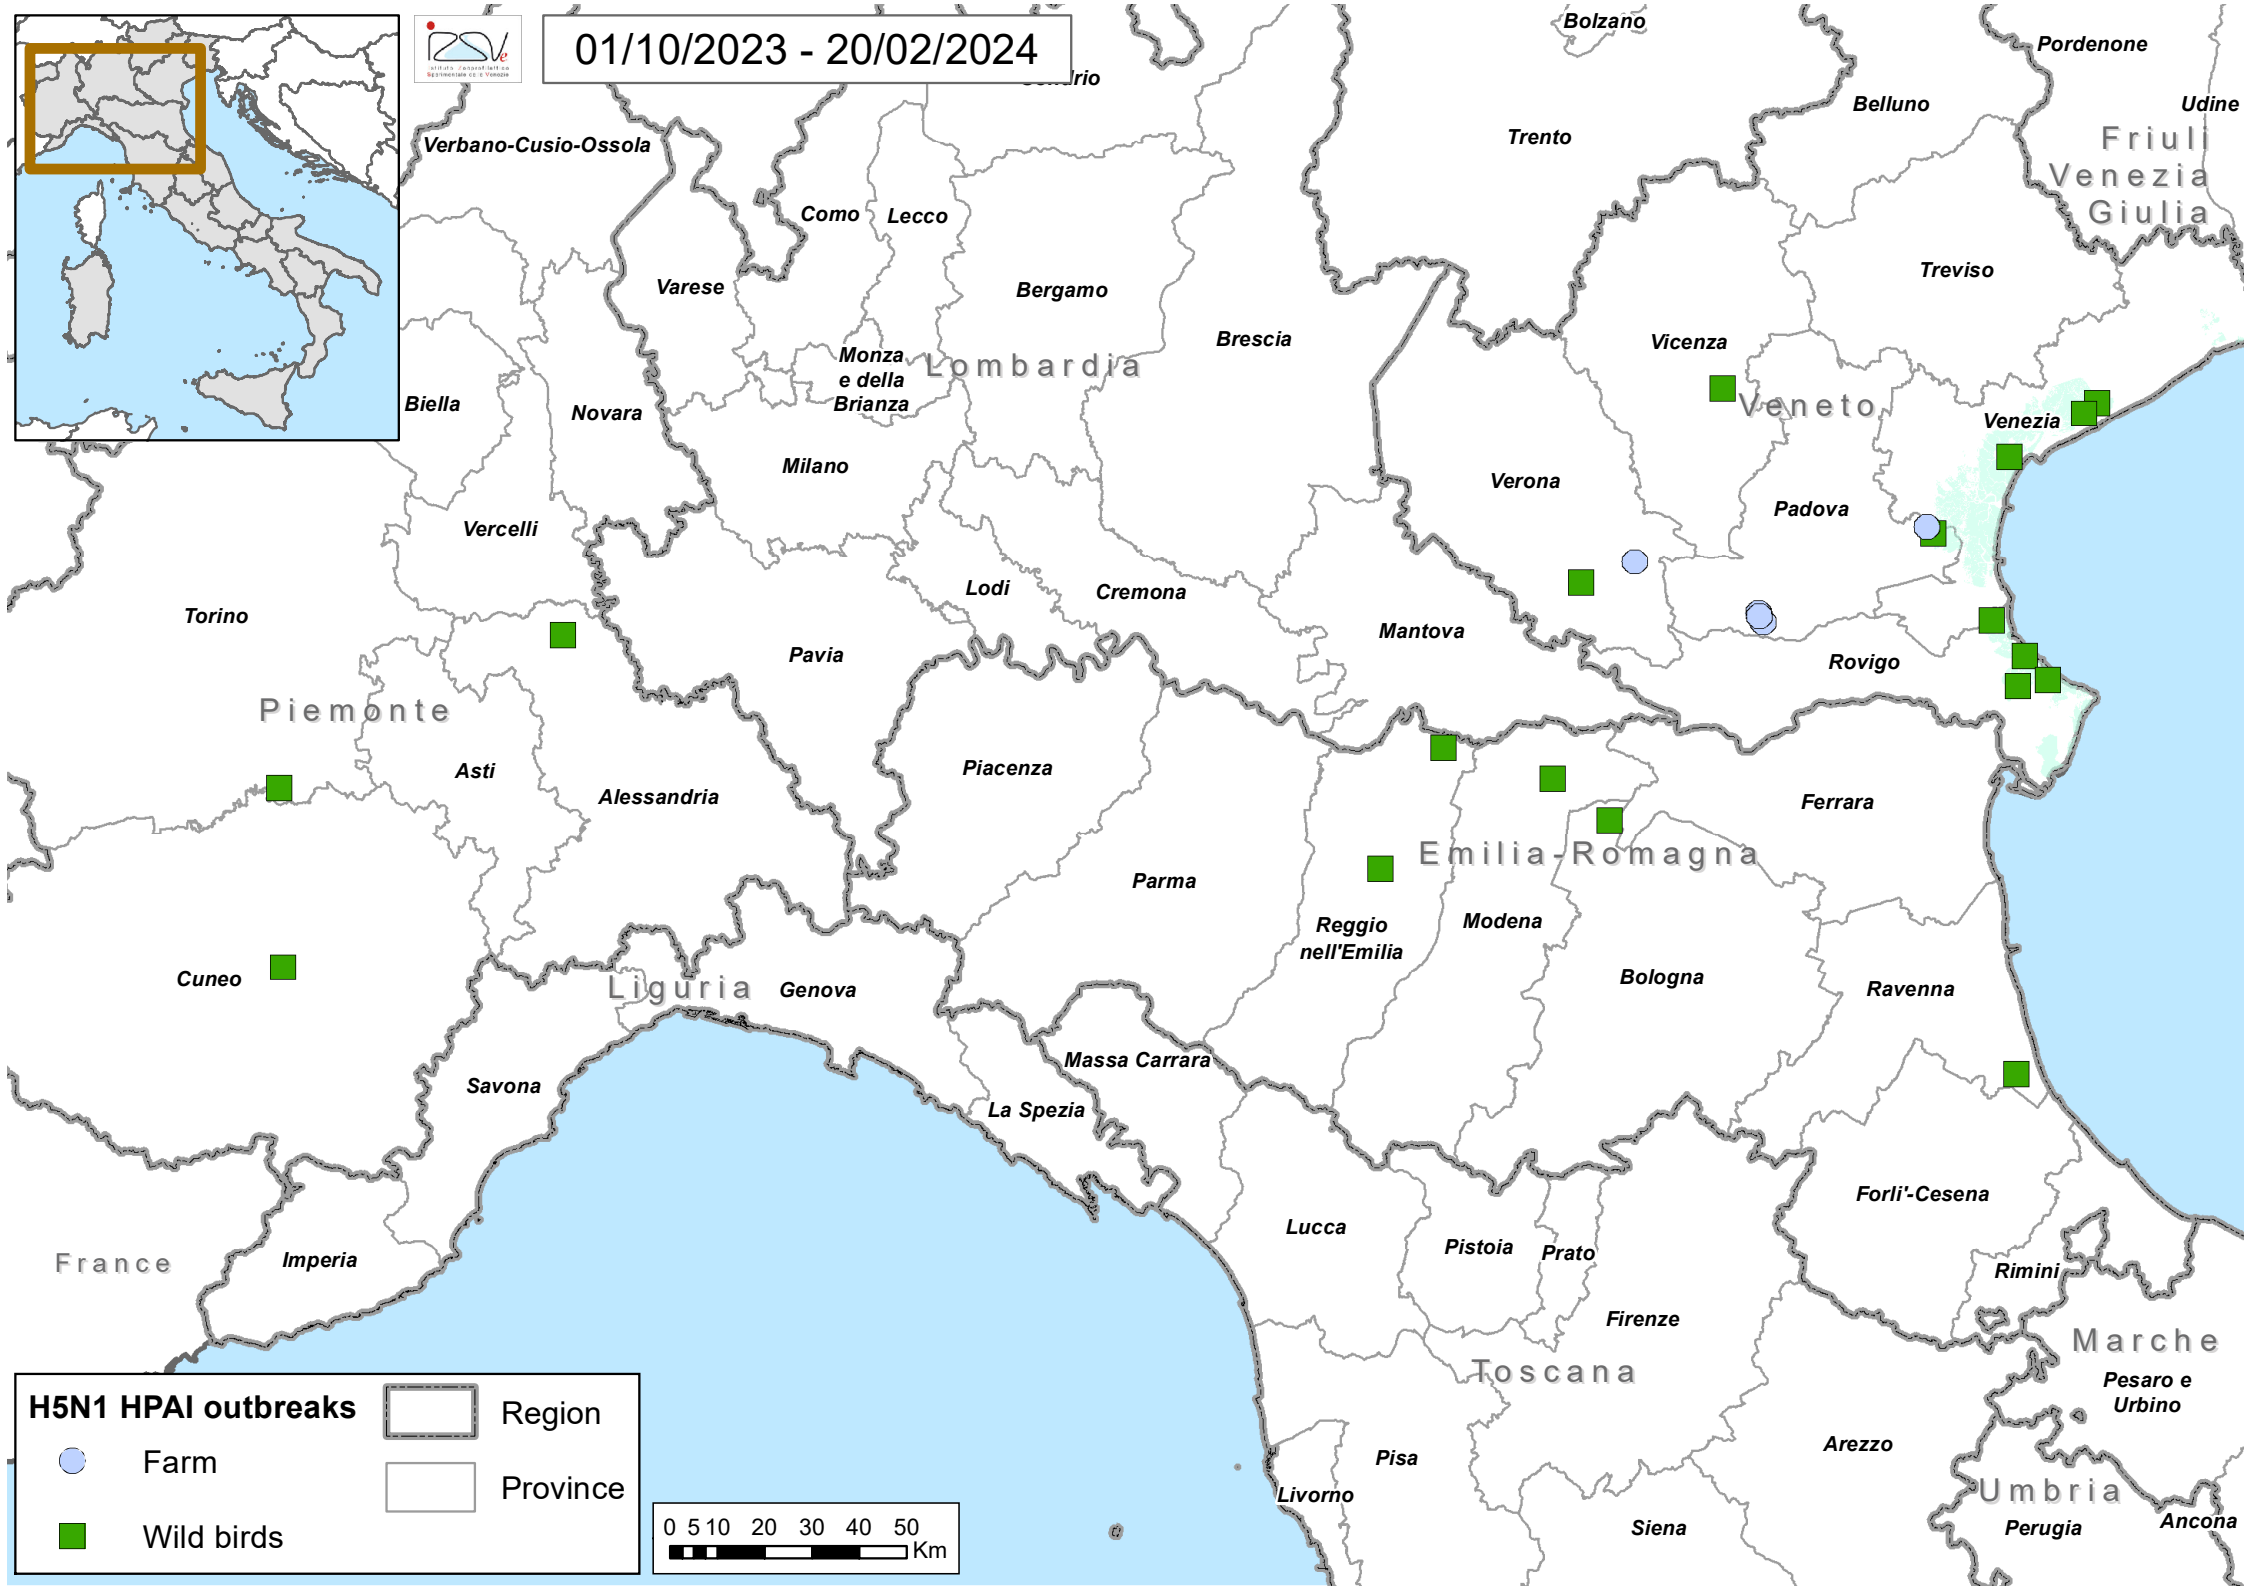 01/10/2023 - 20/02/2024
Bolzano
Pordenone
Belluno
Udine
Trento
Verbano-Cusio-Ossola
Friuli
Venezia
Giulia
Como
Lecco
Treviso
Varese
Bergamo
Brescia
Vicenza
Monza
e della
Brianza
Lombardia
Biella
Novara
Veneto
Venezia
Milano
Verona
Padova
Vercelli
Lodi
Cremona
Torino
Mantova
Pavia
Rovigo
Piemonte
Asti
Piacenza
Alessandria
Ferrara
Emilia-Romagna
Parma
Reggio
nell'Emilia
Modena
Cuneo
Bologna
Liguria
Genova
Ravenna
Massa Carrara
Savona
La Spezia
Forli'-Cesena
Lucca
Pistoia
Prato
France
Imperia
Rimini
Firenze
Marche
Toscana
Pesaro e
Urbino
Arezzo
Pisa
Umbria
Livorno
Siena
Perugia
Ancona
H5N1 HPAI outbreaks
Farm
Wild birds
Region
Province
0 5 10 20 30 40 50
Km